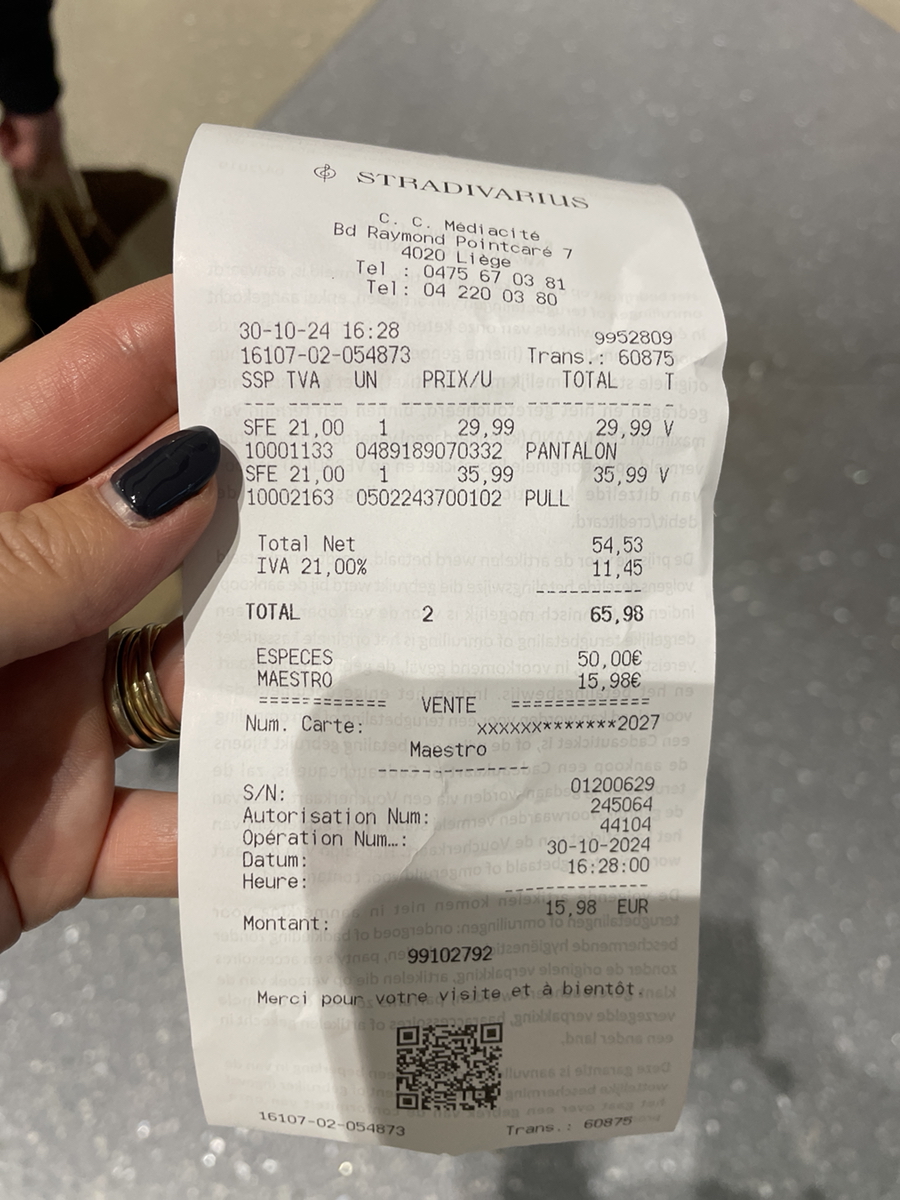 STRADIVARIUS
C. C. Médiacité
Bd Raymond Pointcaré 7
4020 Liège
Tel : 0475 67 03 81
Tel: 04 220 03 80
30-10-24 16:28 9952809
16107-02-054873 Trans.: 60875
SSP TVA UN PRIX/U TOTAL T
SFE 21,00 1 29,99 29,99 V
10001133 0489189070332 PANTALON
SFE 21,00 1 35,99 35,99 V
10002163 0502243700102 PULL
Total Net 54,53
IVA 21,00% 11,45
TOTAL 2 65,98
ESPECES 50,00€
MAESTRO 15,98€
============ VENTE =============
Num. Carte: xxxxxx*******2027
Maestro
S/N: 01200629
Autorisation Num: 245064
Opération Num…: 44104
Datum: 30-10-2024
Heure: 16:28:00
Montant: 15,98 EUR
99102792
Merci pour votre visite et à bientôt.
16107-02-054873 Trans.: 60875